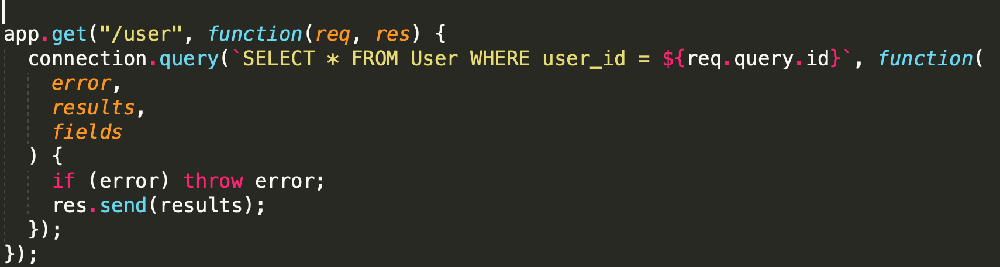 app.get("/user", function(req, res) {
  connection.query(`SELECT * FROM User WHERE user_id = ${req.query.id}`, function(
    error,
    results,
    fields
  ) {
    if (error) throw error;
    res.send(results);
  });
});